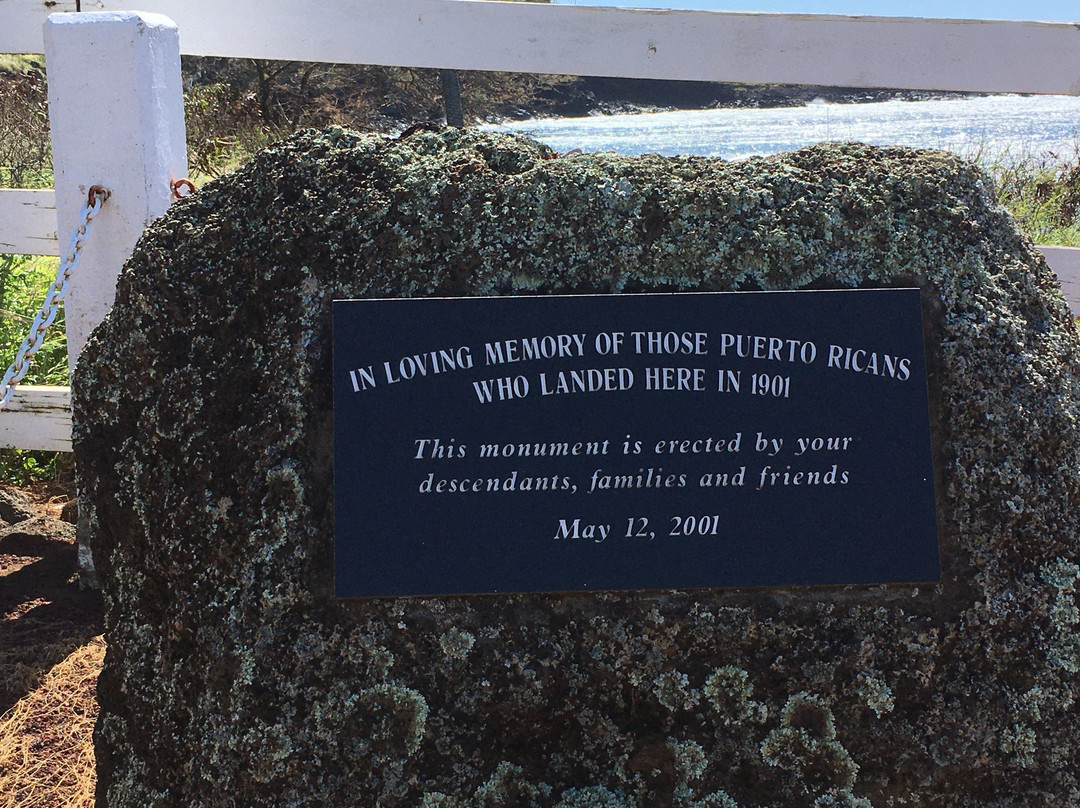 IN LOVING MEMORY OF THOSE PUERTO RICANS
WHO LANDED HERE IN 1901
This monument is erected by your
descendants, families and friends
May 12, 2001